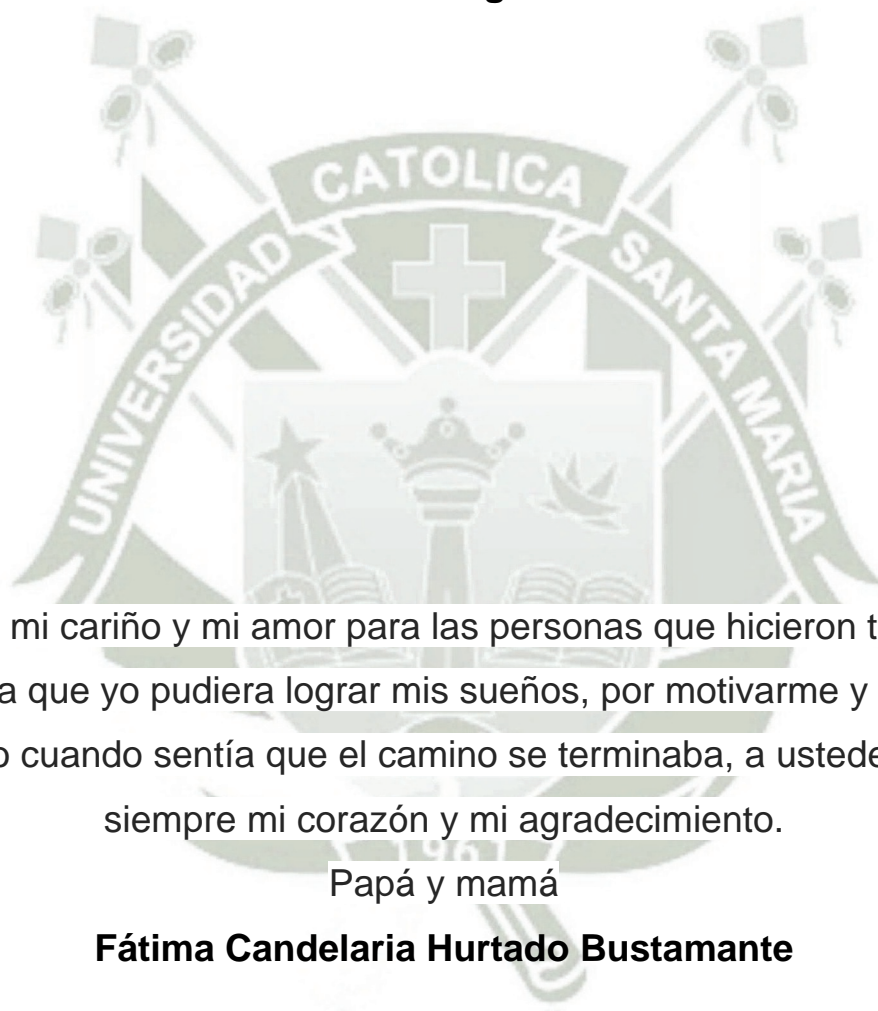 CATOLICA
UNIVERSIDAD
SANTA MARIA
mi cariño y mi amor para las personas que hicieron
que yo pudiera lograr mis sueños, por motivarme y
cuando sentía que el camino se terminaba, a
siempre mi corazón y mi agradecimiento.
1961
Papá y mamá
Fátima Candelaria Hurtado Bustamante